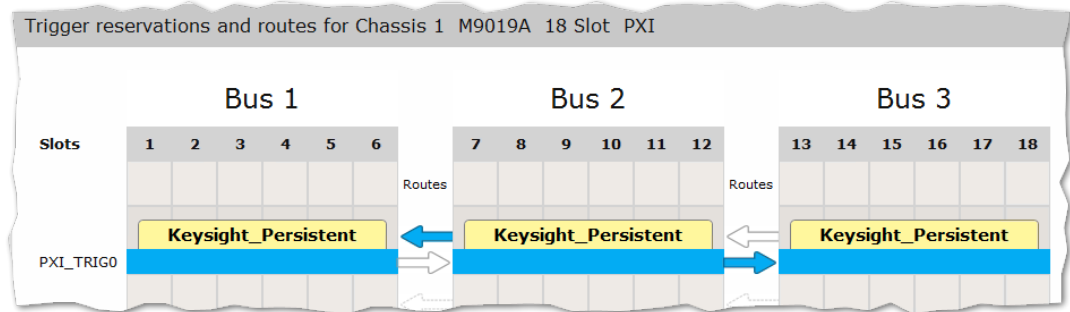 Trigger reservations and routes for Chassis 1 M9019A 18 Slot PXI
Bus 1 Bus 2 Bus 3
Slots 1 2 3 4 5 6 7 8 9 10 11 12 13 14 15 16 17 18
Routes Routes
Keysight_Persistent Keysight_Persistent Keysight_Persistent
PXI_TRIG0